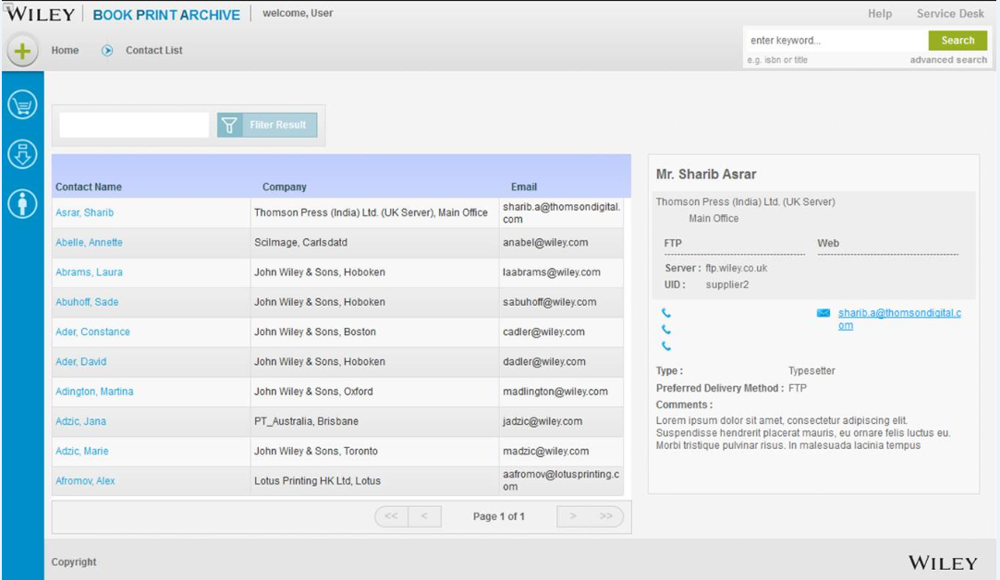 WILEY BOOK PRINT ARCHIVE welcome, User Help Service Desk
Home Contact List
enter keyword... Search
e.g. isbn or title advanced search
Fliter Result
Contact Name Company Email
Asrar, Sharib Thomson Press (India) Ltd. (UK Server), Main Office sharib.a@thomsondigital.
com
Abelle, Annette Scilmage, Carlsdatd anabel@wiley.com
Abrams, Laura John Wiley & Sons, Hoboken laabrams@wiley.com
Abuhoff, Sade John Wiley & Sons, Hoboken sabuhoff@wiley.com
Ader, Constance John Wiley & Sons, Boston cadler@wiley.com
Ader, David John Wiley & Sons, Hoboken dadler@wiley.com
Adington, Martina John Wiley & Sons, Oxford madlington@wiley.com
Adzic, Jana PT_Australia, Brisbane jadzic@wiley.com
Adzic, Marie John Wiley & Sons, Toronto madzic@wiley.com
Afromov, Alex Lotus Printing HK Ltd, Lotus aafromov@lotusprinting.c
om
<< < Page 1 of 1 > >>
Mr. Sharib Asrar
Thomson Press (India) Ltd. (UK Server)
Main Office
FTP Web
Server : ftp.wiley.co.uk
UID : supplier2
sharib.a@thomsondigital.c
om
Type : Typesetter
Preferred Delivery Method : FTP
Comments :
Lorem ipsum dolor sit amet, consectetur adipiscing elit.
Suspendisse hendrerit placerat mauris, eu ornare felis luctus eu.
Morbi tristique pulvinar risus. In malesuada lacinia tempus
Copyright WILEY